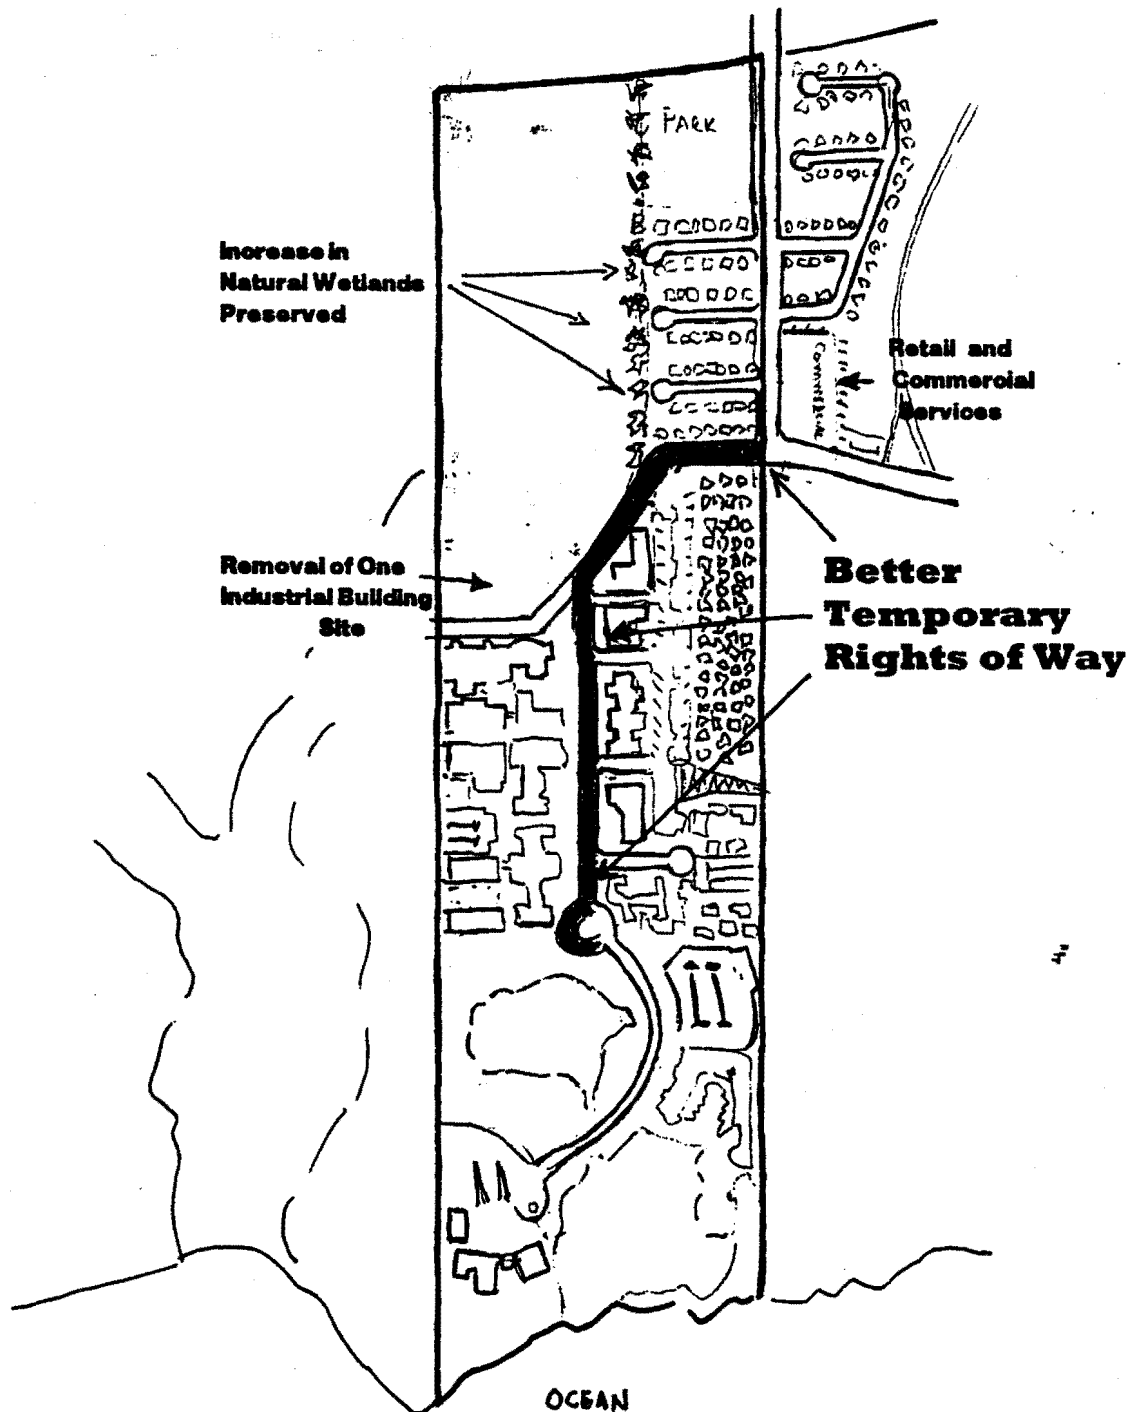 PARK
Increase in
Natural Wetlands
Preserved
COMMERCIAL
Retail and
Commercial
Services
Removal of One
Industrial Building
Site
Better
Temporary
Rights of Way
OCEAN